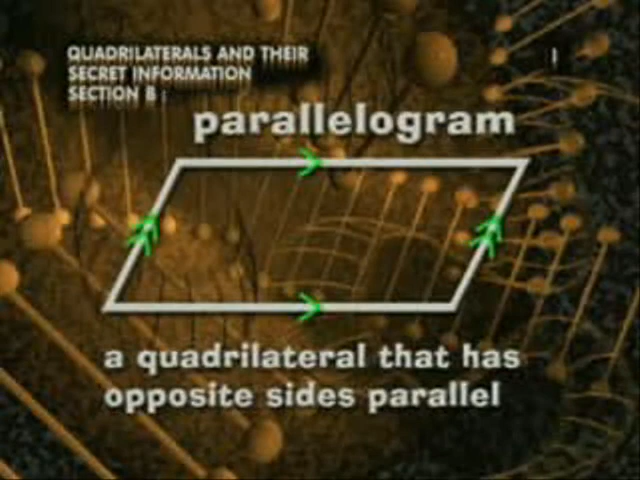 QUADRILATERALS AND THEIR
SECRET INFORMATION
SECTION B :
parallelogram
a quadrilateral that has
opposite sides parallel